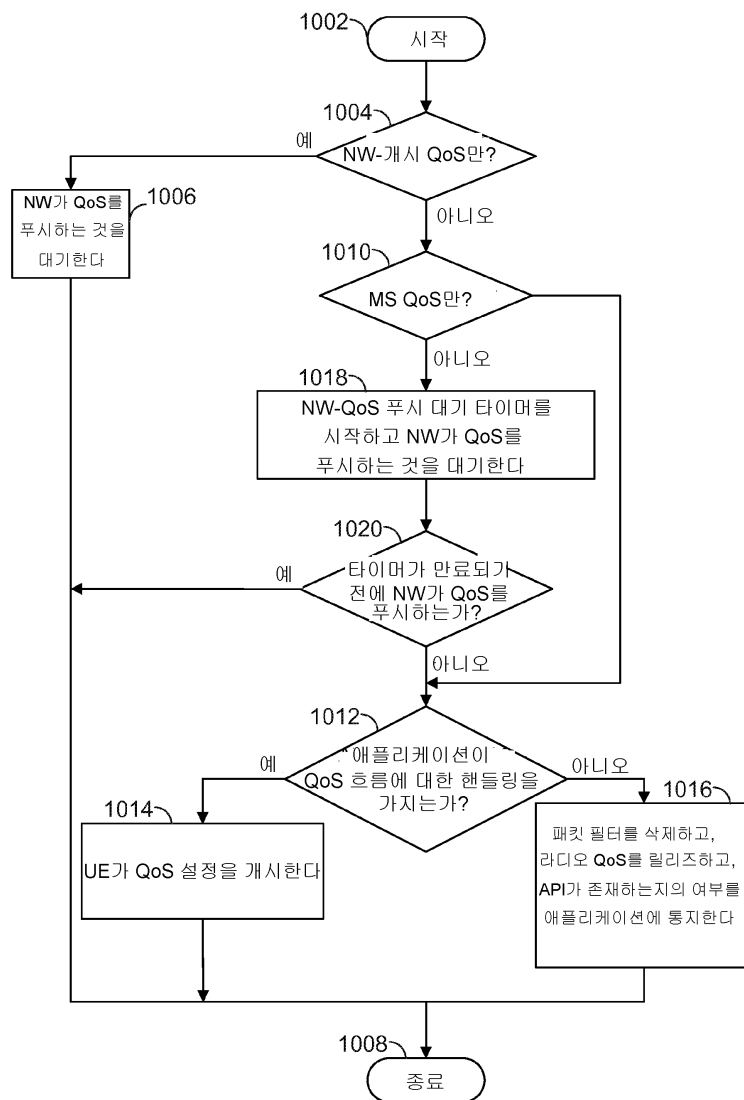 1002
시작
1004
예
NW-개시 QoS만?
NW가 QoS를
푸시하는 것을
대기한다
1006
아니오
1010
MS QoS만?
아니오
1018
NW-QoS 푸시 대기 타이머를
시작하고 NW가 QoS를
푸시하는 것을 대기한다
1020
예
타이머가 만료되기
전에 NW가 QoS를
푸시하는가?
아니오
1012
예
애플리케이션이
QoS 흐름에 대한 핸들링을
가지는가?
아니오
1014
UE가 QoS 설정을 개시한다
1016
패킷 필터를 삭제하고,
라디오 QoS를 릴리즈하고,
API가 존재하는지의 여부를
애플리케이션에 통지한다
1008
종료